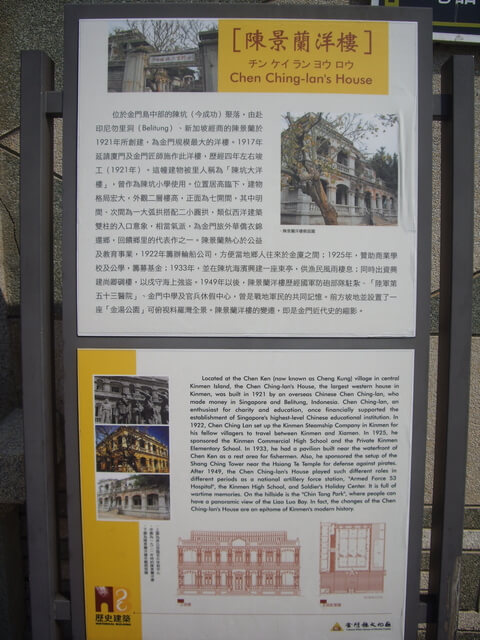 [陳景蘭洋樓]
チン ケイ ラン ヨウ ロウ
Chen Ching-lan's House
位於金門島中部的陳坑（今成功）聚落，由赴
印尼勿里洞（Belitung）、新加坡經商的陳景蘭於
1921年所創建，為金門規模最大的洋樓。1917年
延請廈門及金門匠師施作此洋樓，歷經四年左右竣
工（1921年）。這幢建物被里人稱為「陳坑大洋
樓」，曾作為陳坑小學使用。位置居高臨下，建物
格局宏大，外觀二層樓高，正面為七開間，其中明
間、次間為一大弧拱搭配二小圓拱，類似西洋建築
雙柱的入口意象，相當氣派，為金門旅外華僑衣錦
還鄉，回饋鄉里的代表作之一。陳景蘭熱心於公益
及教育事業，1922年籌辦輪船公司，方便當地鄉人往來於金廈之間；1925年，贊助商業學
校及公學，籌募基金；1933年，並在陳坑海濱興建一座東亭，供漁民風雨棲息；同時出資興
建尚卿碉樓，以戍守海上強盜。1949年以後，陳景蘭洋樓歷經國軍防砲部隊駐紮、「陸軍第
五十三醫院」、金門中學及官兵休假中心，曾是戰地軍民的共同記憶。前方坡地並設置了一
座「金湯公園」可俯視料羅灣全景。陳景蘭洋樓的變遷，即是金門近代史的縮影。
Located at the Chen Ken (now known as Cheng Kung) village in central
Kinmen Island, the Chen Ching-lan's House, the largest western house in
Kinmen, was built in 1921 by an overseas Chinese Chen Ching-lan, who
made money in Singapore and Belitung, Indonesia. Chen Ching-lan, an
enthusiast for charity and education, once financially supported the
establishment of Singapore's highest-level Chinese educational institution. In
1922, Chen Ching Lan set up the Kinmen Steamship Company in Kinmen for
his fellow villagers to travel between Kinmen and Xiamen. In 1925, he
sponsored the Kinmen Commercial High School and the Private Kinmen
Elementary School. In 1933, he had a pavilion built near the waterfront of
Chen Ken as a rest area for fishermen. Also, he sponsored the setup of the
Shang Ching Tower near the Hsiang Te Temple for defense against pirates.
After 1949, the Chen Ching-lan's House played such different roles in
different periods as a national artillery force station, "Armed Force 53
Hospital", the Kinmen High School, and Soldier's Holiday Center. It is full of
wartime memories. On the hillside is the "Chin Tang Park", where people can
have a panoramic view of the Liao Luo Bay. In fact, the changes of the Chen
Ching-lan's House are an epitome of Kinmen's modern history.
歷史建築
HISTORICAL BUILDING
金門縣文化局